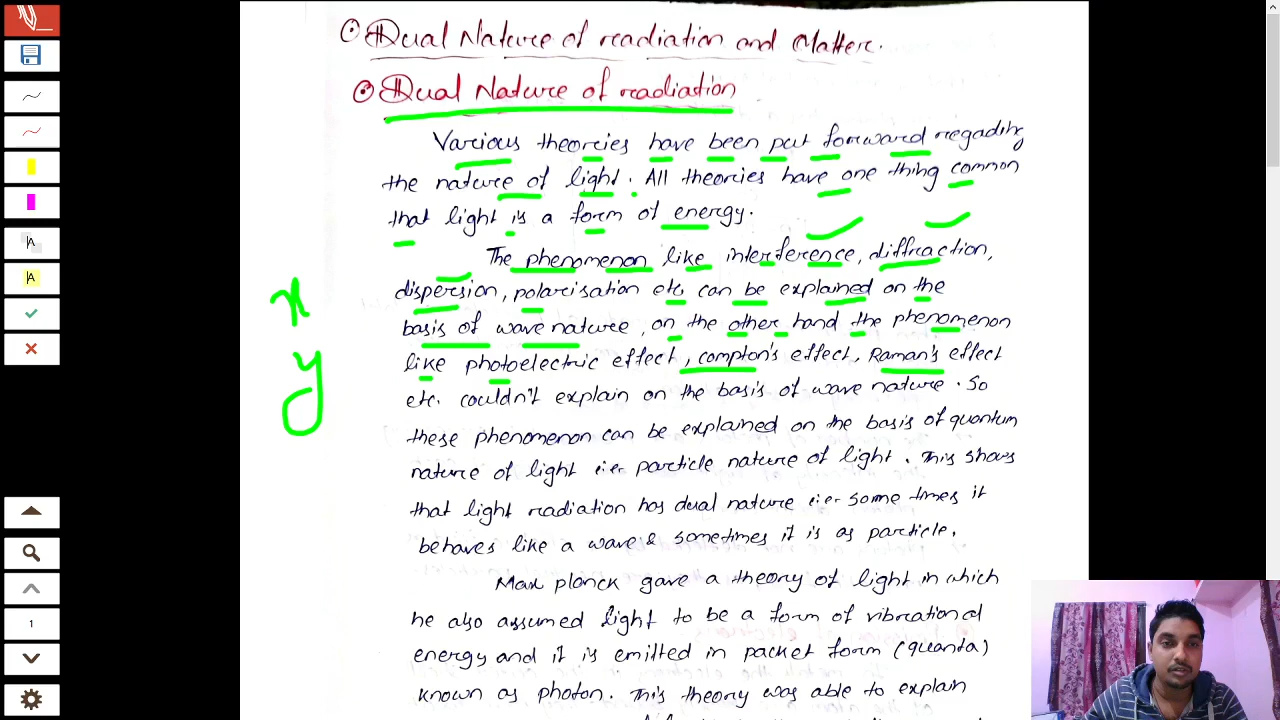 Dual Nature of readiation and Matter.
Dual Nature of readiation
Various theories have been put forward regading
the nature of light. All theories have one thing common
that light is a form of energy.
The phenomenon like interference, diffraction,
dispersion, polarisation etc. can be explained on the
basis of wave nature, on the other hand the phenomenon
like photoelectric effect, compton's effect, Raman's effect
etc. couldn't explain on the basis of wave nature. So
these phenomenon can be explained on the basis of quantum
nature of light i.e. particle nature of light. This shows
that light radiation has dual nature i.e. some times it
behaves like a wave & sometimes it is as particle.
Max planck gave a theory of light in which
he also assumed light to be a form of vibrational
energy and it is emitted in packet form (quanta)
known as photon. This theory was able to explain
x
y
A
A
1